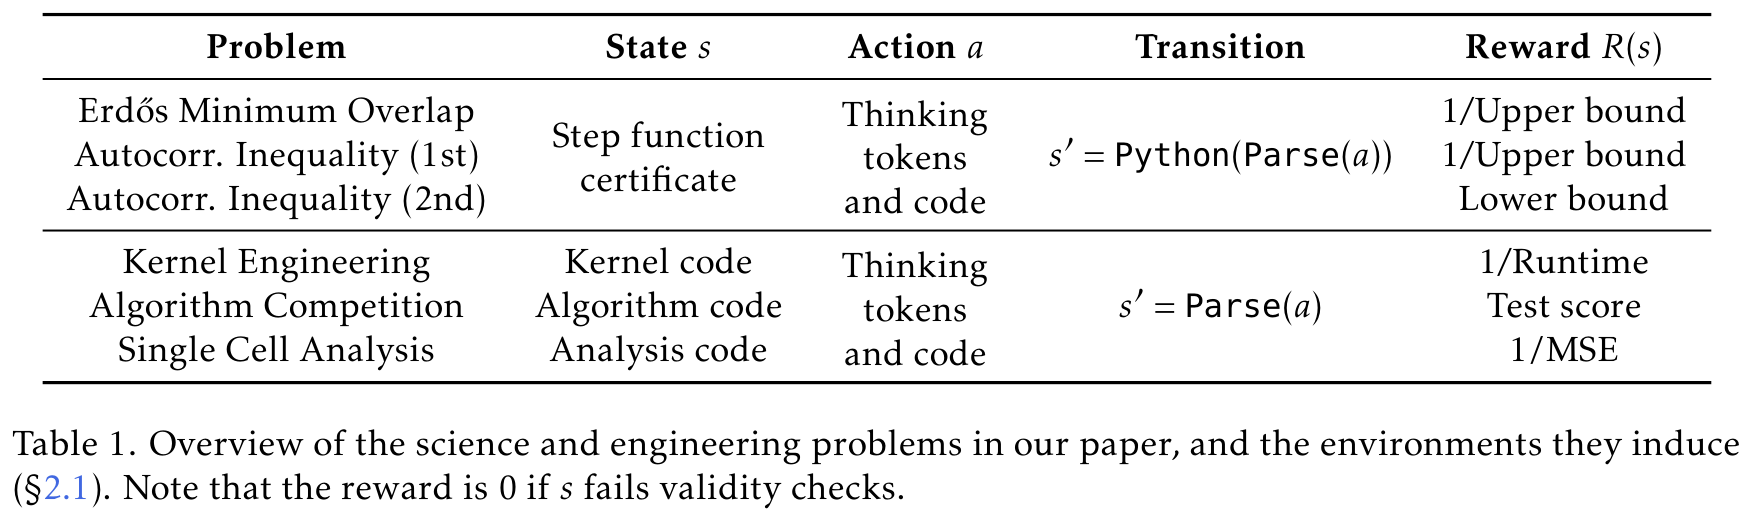 Problem State s Action a Transition Reward R(s)
Erdős Minimum Overlap
Autocorr. Inequality (1st)
Autocorr. Inequality (2nd)
Step function
certificate
Thinking
tokens
and code
s′ = Python(Parse(a))
1/Upper bound
1/Upper bound
Lower bound
Kernel Engineering
Algorithm Competition
Single Cell Analysis
Kernel code
Algorithm code
Analysis code
Thinking
tokens
and code
s′ = Parse(a)
1/Runtime
Test score
1/MSE
Table 1. Overview of the science and engineering problems in our paper, and the environments they induce
(§2.1). Note that the reward is 0 if s fails validity checks.